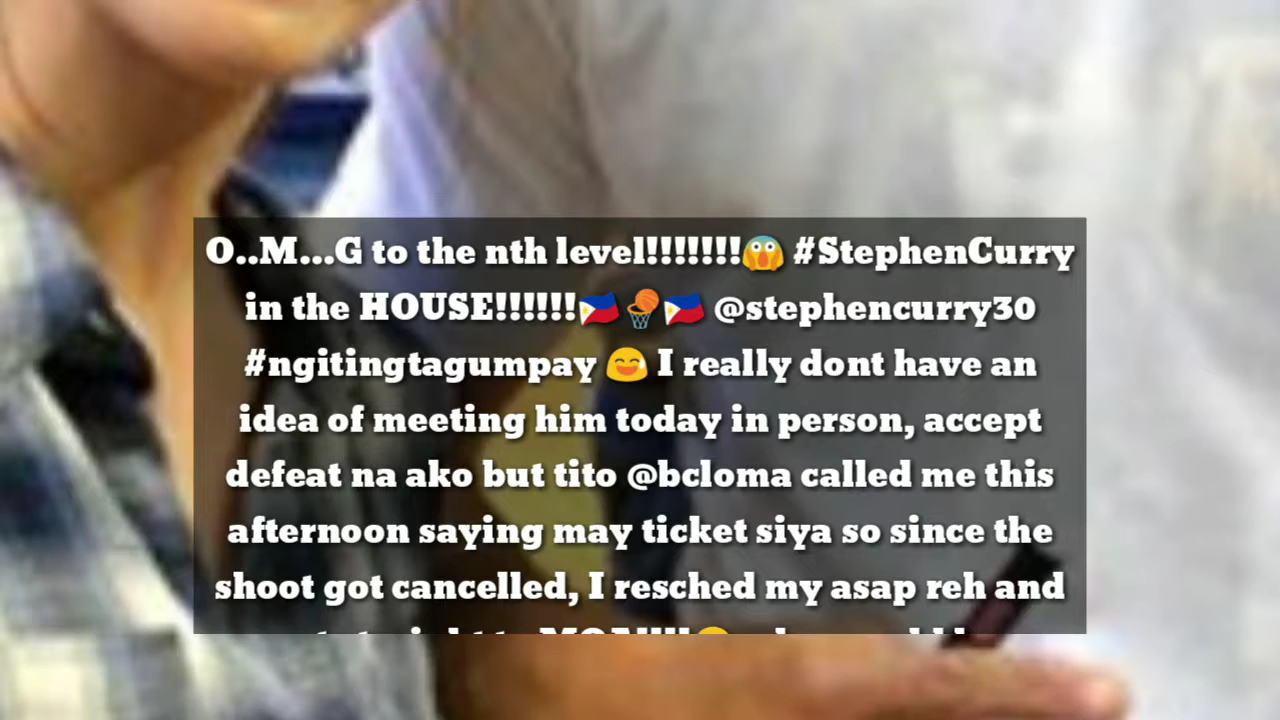 O..M...G to the nth level!!!!!!!😱 #StephenCurry
in the HOUSE!!!!!!🇵🇭🏀🇵🇭 @stephencurry30
#ngitingtagumpay 😅 I really dont have an
idea of meeting him today in person, accept
defeat na ako but tito @bcloma called me this
afternoon saying may ticket siya so since the
shoot got cancelled, I resched my asap reh and